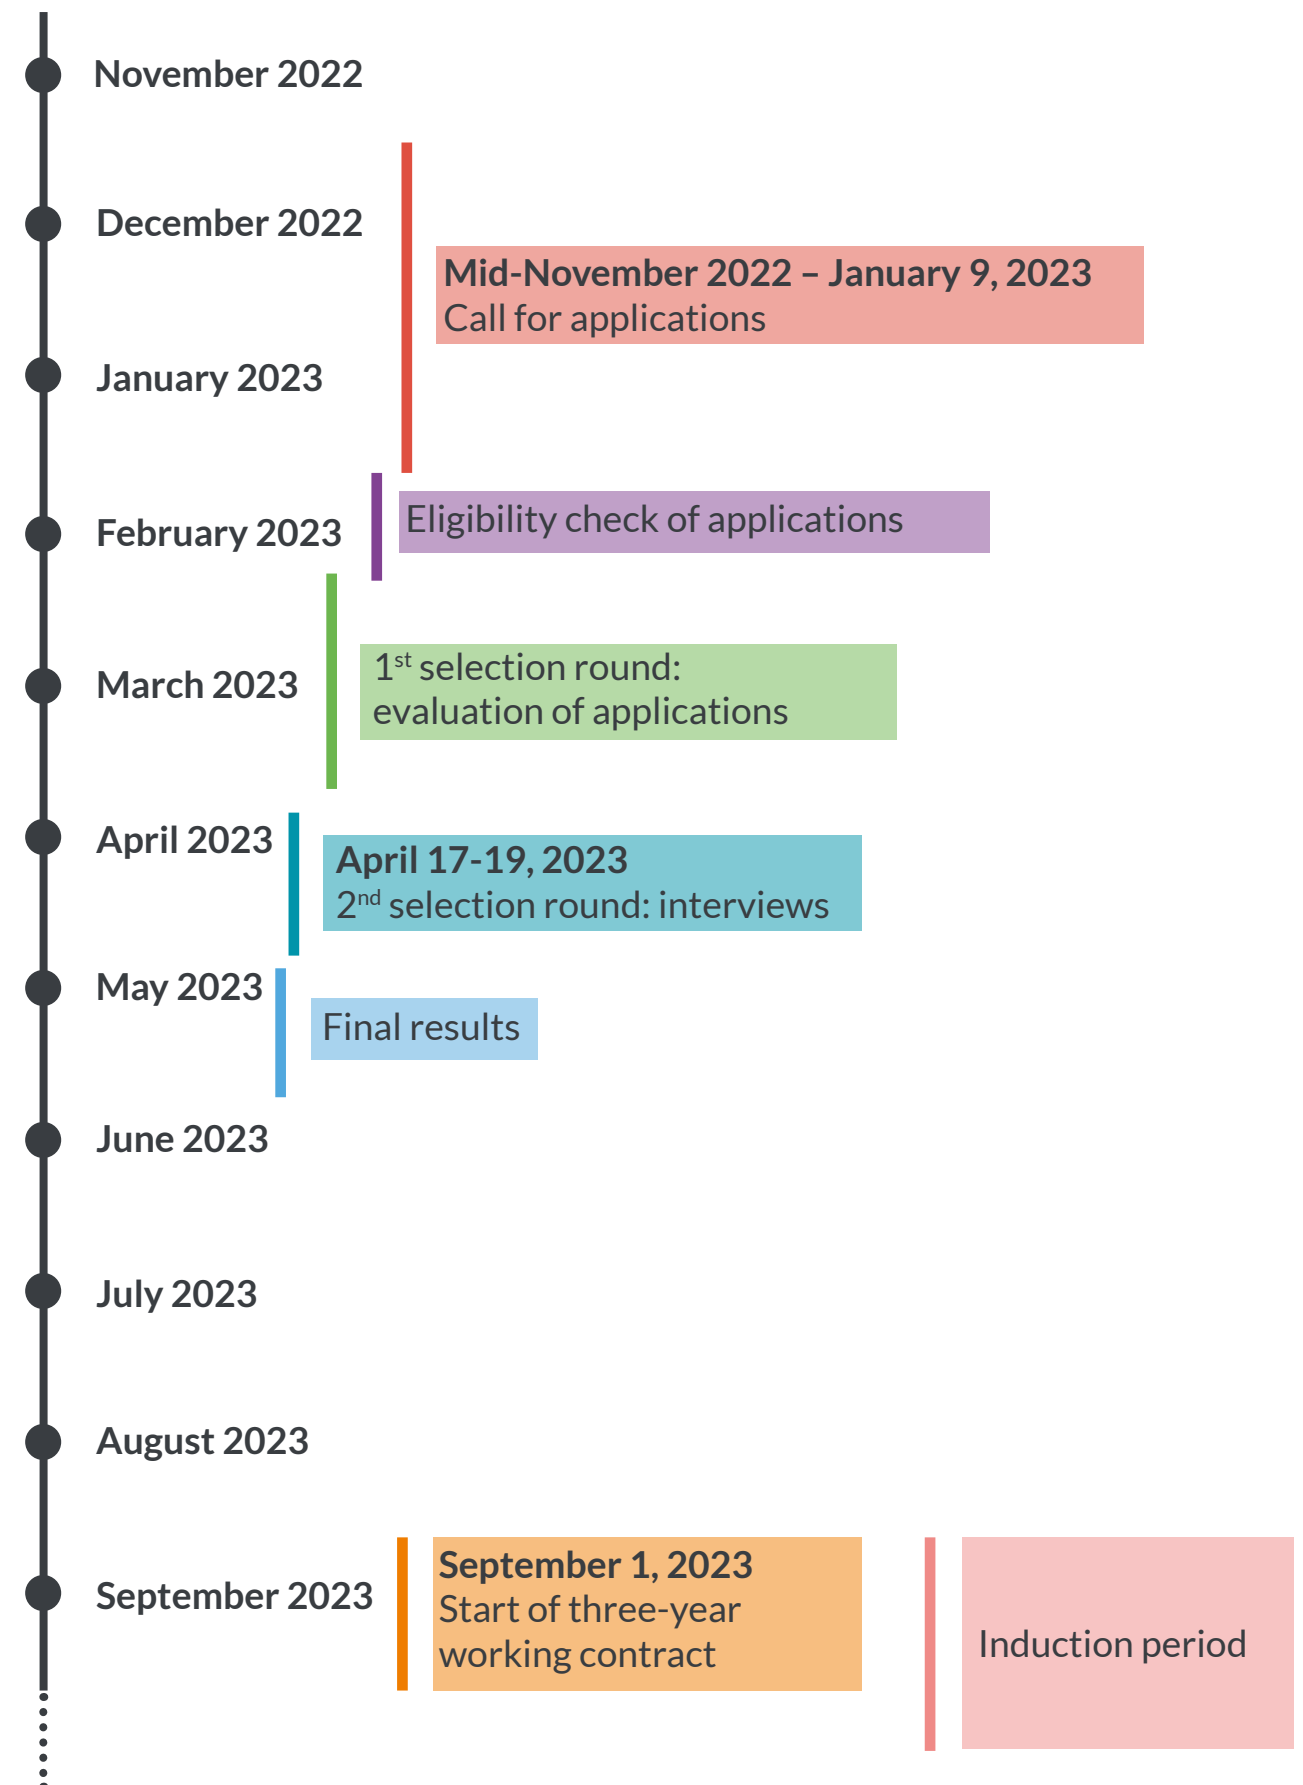 November 2022
December 2022
Mid-November 2022 – January 9, 2023
Call for applications
January 2023
Eligibility check of applications
February 2023
1st selection round:
evaluation of applications
March 2023
April 2023
April 17-19, 2023
2nd selection round: interviews
May 2023
Final results
June 2023
July 2023
August 2023
September 2023
September 1, 2023
Start of three-year
working contract
Induction period